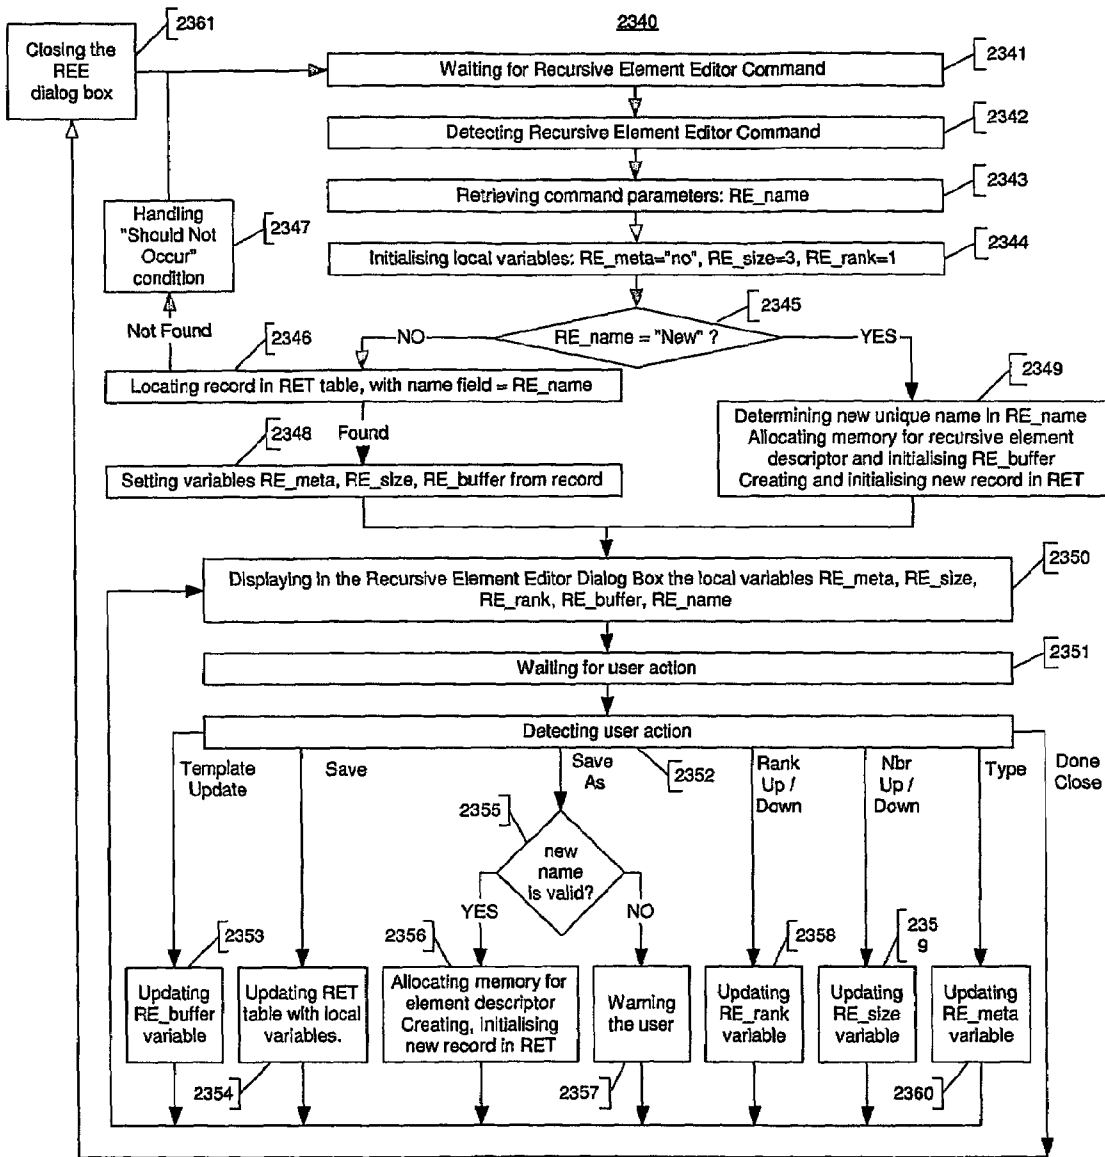 2340
2361
Closing the
REE
dialog box
2341
Waiting for Recursive Element Editor Command
2342
Detecting Recursive Element Editor Command
2343
Retrieving command parameters: RE_name
2344
Initialising local variables: RE_meta="no", RE_size=3, RE_rank=1
Handling
"Should Not
Occur"
condition
2347
2345
RE_name = "New" ?
NO
YES
Not Found
2346
Locating record in RET table, with name field = RE_name
2348
Found
Setting variables RE_meta, RE_size, RE_buffer from record
2349
Determining new unique name in RE_name
Allocating memory for recursive element
descriptor and initialising RE_buffer
Creating and initialising new record in RET
2350
Displaying in the Recursive Element Editor Dialog Box the local variables RE_meta, RE_size,
RE_rank, RE_buffer, RE_name
2351
Waiting for user action
Detecting user action
2352
Template
Update
Save
Save
As
Rank
Up /
Down
Nbr
Up /
Down
Type
Done
Close
2355
new
name
is valid?
YES
NO
2353
Updating
RE_buffer
variable
2354
Updating RET
table with local
variables.
2356
Allocating memory for
element descriptor
Creating, Initialising
new record in RET
2357
Warning
the user
2358
Updating
RE_rank
variable
235
9
Updating
RE_size
variable
2360
Updating
RE_meta
variable